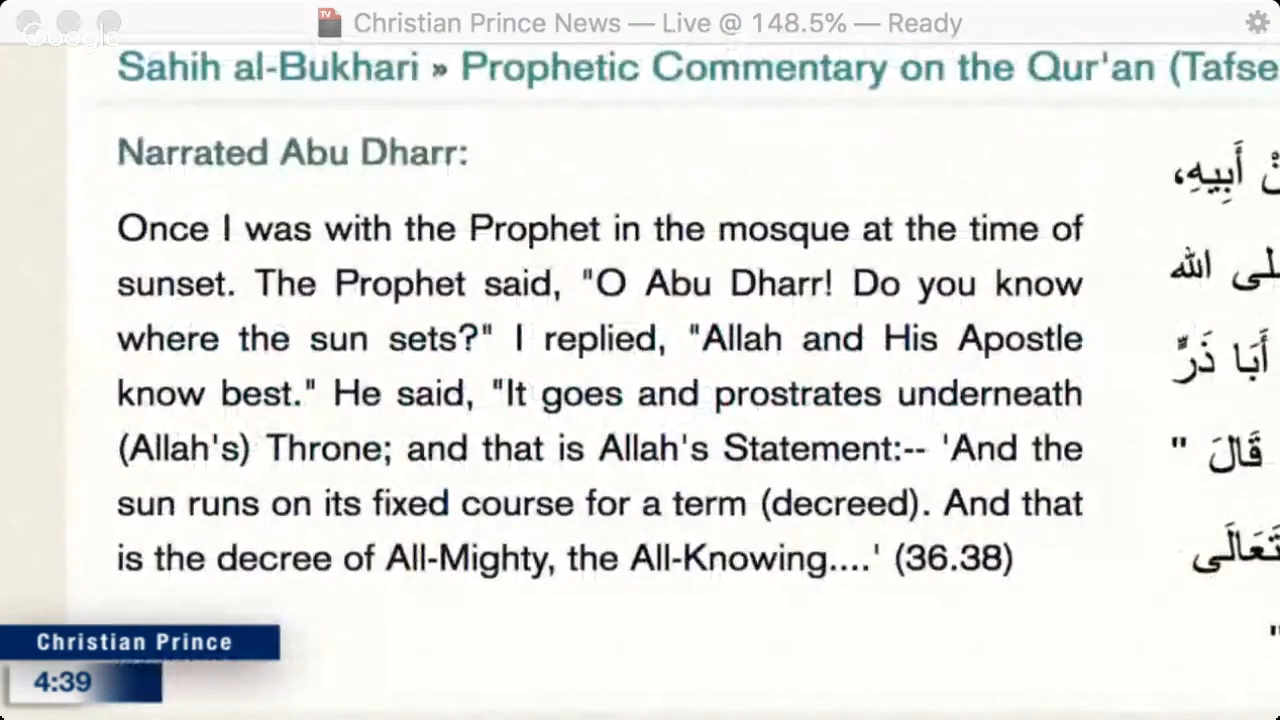 Christian Prince News — Live @ 148.5% — Ready
Google
Sahih al-Bukhari » Prophetic Commentary on the Qur'an (Tafse
Narrated Abu Dharr:
Once I was with the Prophet in the mosque at the time of
sunset. The Prophet said, "O Abu Dharr! Do you know
where the sun sets?" I replied, "Allah and His Apostle
know best." He said, "It goes and prostrates underneath
(Allah's) Throne; and that is Allah's Statement:-- 'And the
sun runs on its fixed course for a term (decreed). And that
is the decree of All-Mighty, the All-Knowing....' (36.38)
أَبِيهِ،
الله
أَبَا ذَرٍّ
قَالَ "
Christian Prince
4:39